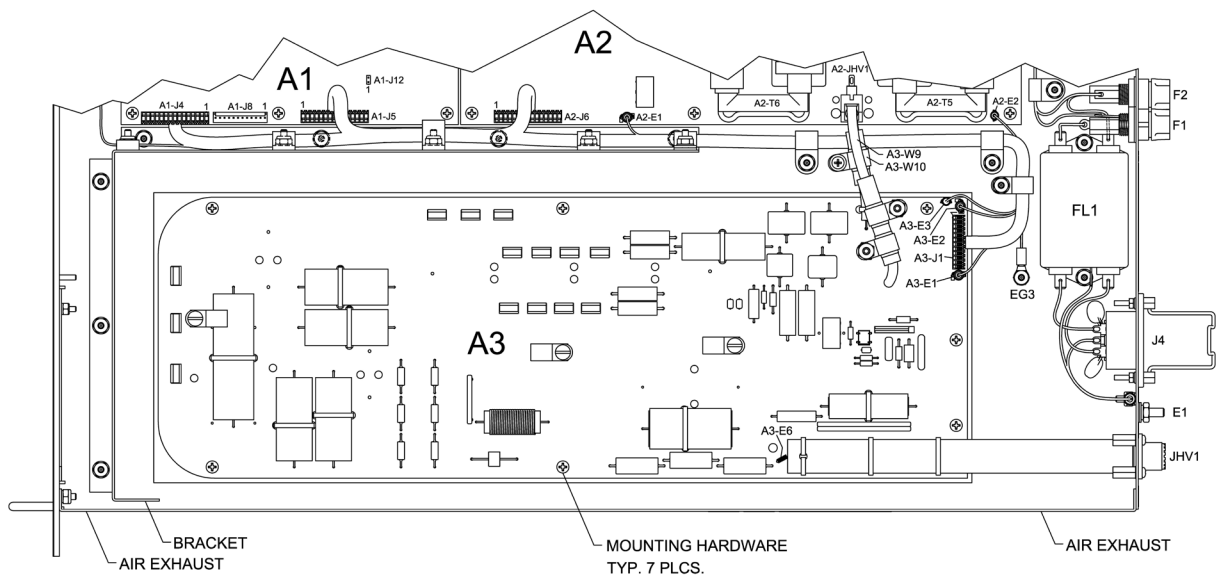 A2
A1
A1-J12
1
A2-JHV1
F2
A1-J4
1
A1-J8
1
1
A1-J5
1
A2-J6
A2-E1
A2-T6
A2-T5
A2-E2
F1
A3-W9
A3-W10
FL1
A3-E3
A3-E2
A3-J1
A3-E1
EG3
A3
J4
E1
A3-E6
JHV1
BRACKET
AIR EXHAUST
MOUNTING HARDWARE
TYP. 7 PLCS.
AIR EXHAUST